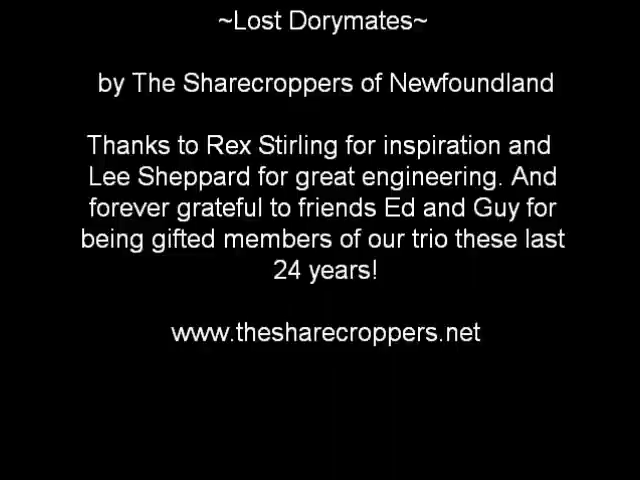 ~Lost Dorymates~
by The Sharecroppers of Newfoundland
Thanks to Rex Stirling for inspiration and
Lee Sheppard for great engineering. And
forever grateful to friends Ed and Guy for
being gifted members of our trio these last
24 years!
www.thesharecroppers.net